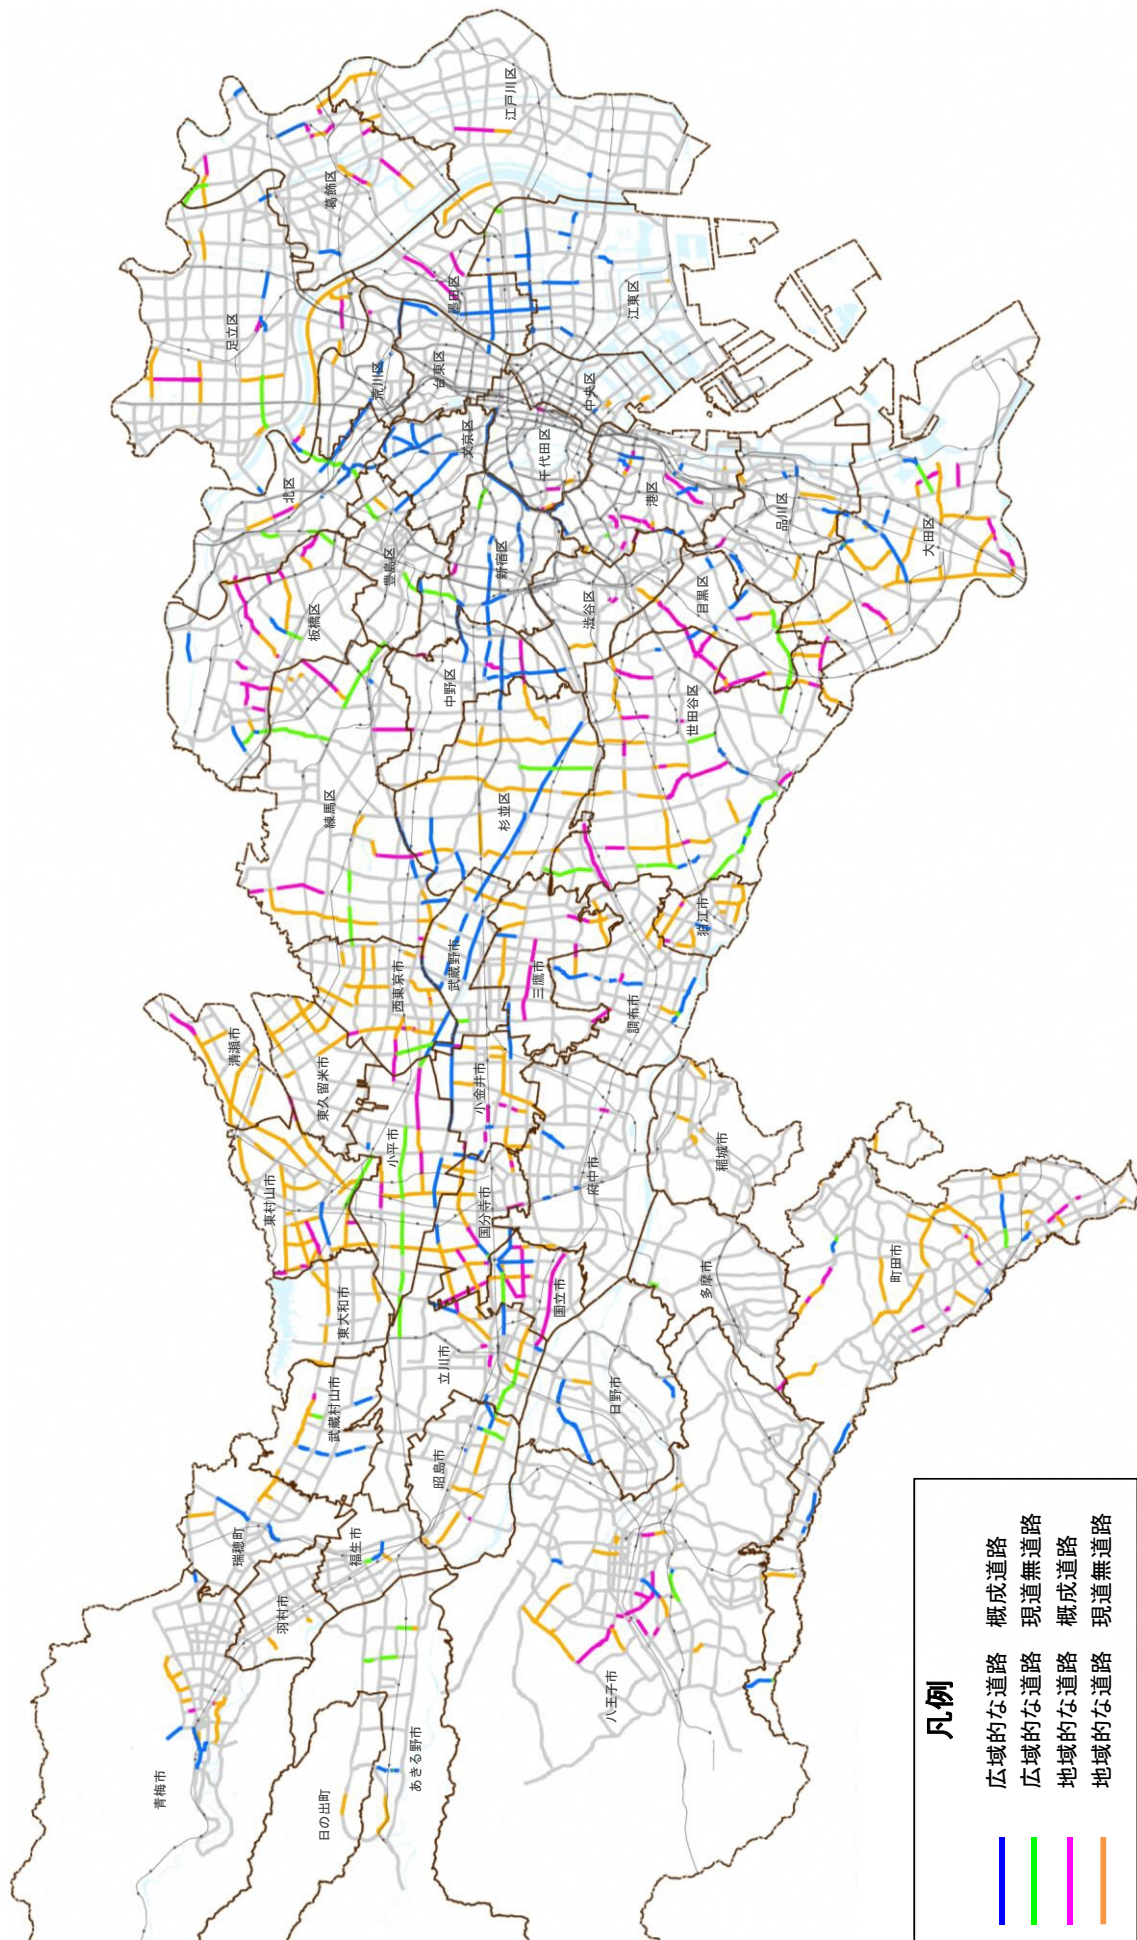 青梅市
瑞穂町
羽村市
福生市
日の出町
あきる野市
八王子市
武蔵村山市
東大和市
昭島市
立川市
日野市
東村山市
清瀬市
東久留米市
小平市
国分寺市
国立市
小金井市
府中市
多摩市
稲城市
町田市
西東京市
武蔵野市
三鷹市
調布市
狛江市
練馬区
杉並区
世田谷区
板橋区
中野区
豊島区
新宿区
渋谷区
目黒区
北区
文京区
千代田区
港区
品川区
大田区
足立区
荒川区
台東区
中央区
葛飾区
墨田区
江東区
江戸川区
凡例
広域的な道路 概成道路
広域的な道路 現道無道路
地域的な道路 概成道路
地域的な道路 現道無道路